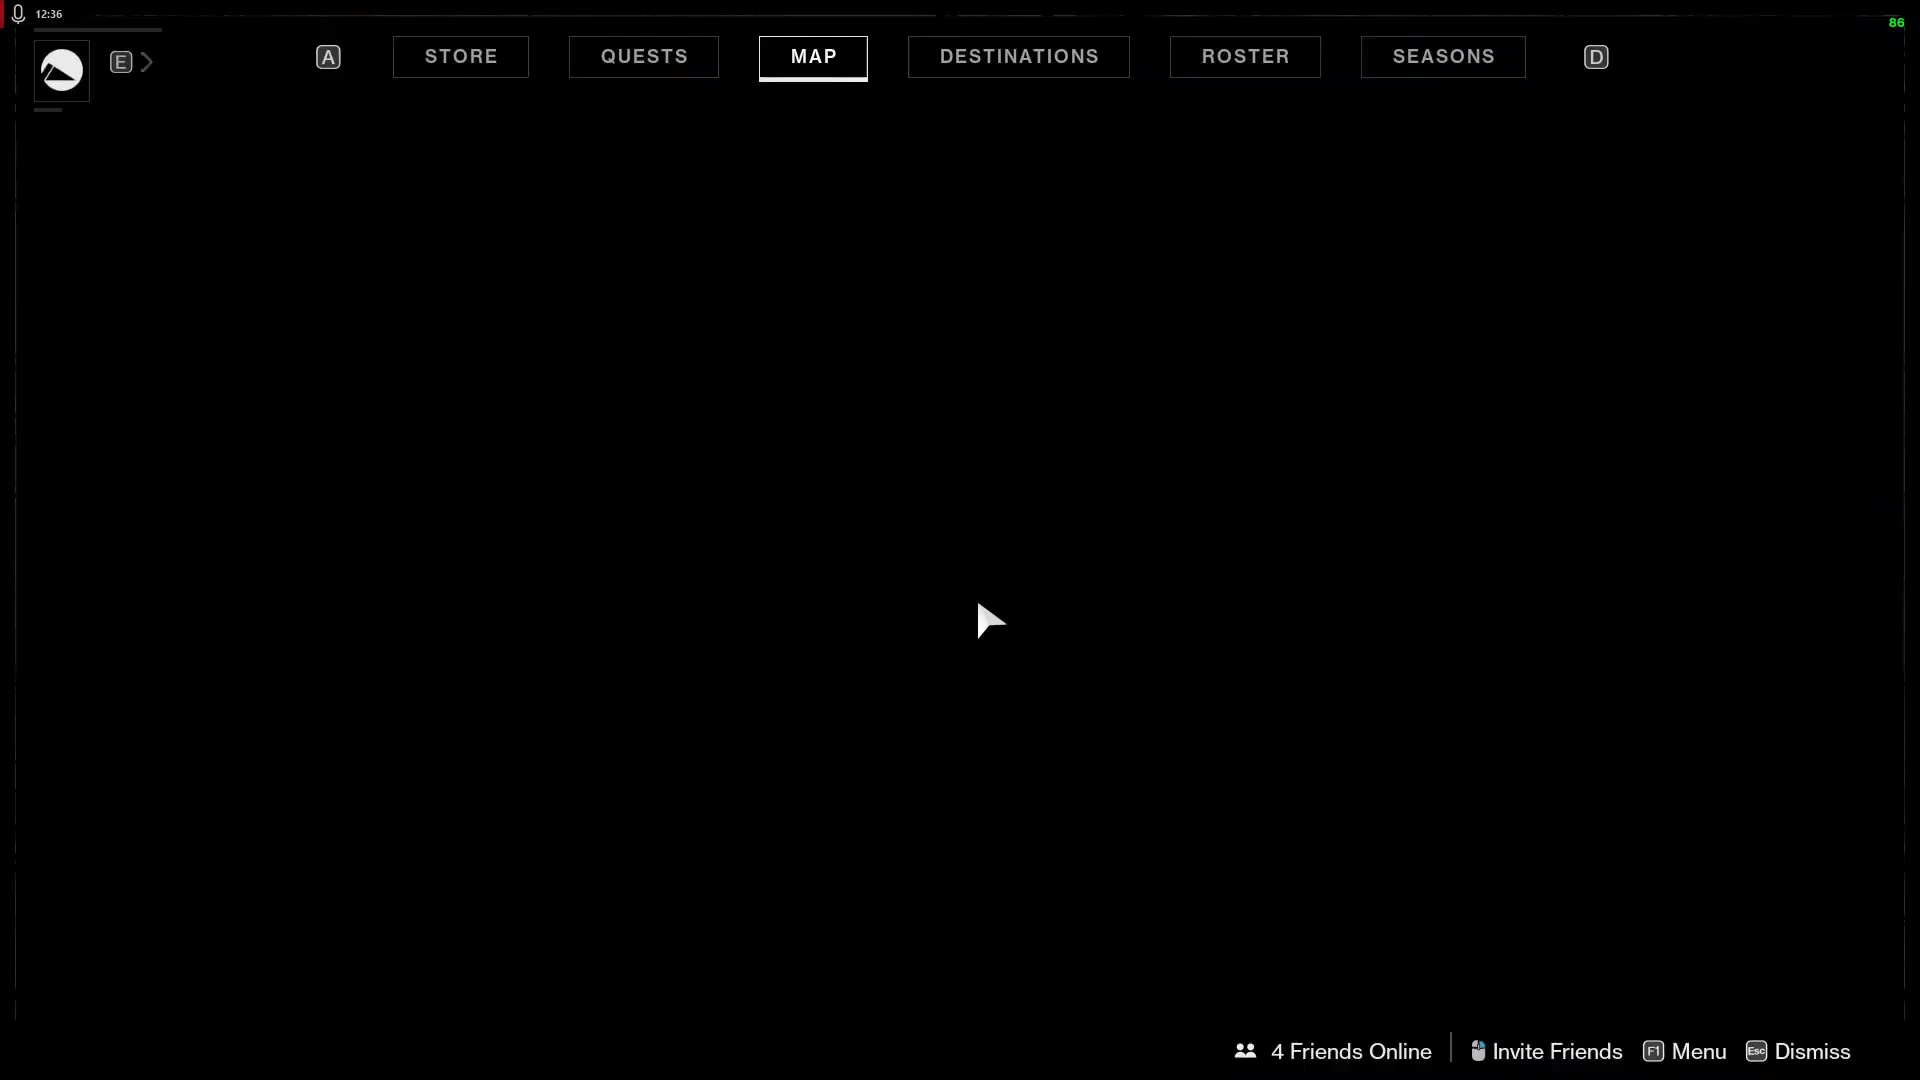 12:36
86
E
A
STORE
QUESTS
MAP
DESTINATIONS
ROSTER
SEASONS
D
4 Friends Online
Invite Friends
F1 Menu
Esc Dismiss